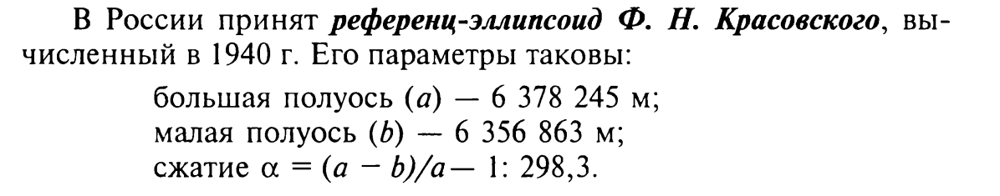 В России принят референц-эллипсоид Ф. Н. Красовского, вы-
численный в 1940 г. Его параметры таковы:
большая полуось (a) — 6 378 245 м;
малая полуось (b) — 6 356 863 м;
сжатие α = (a − b)/a— 1: 298,3.